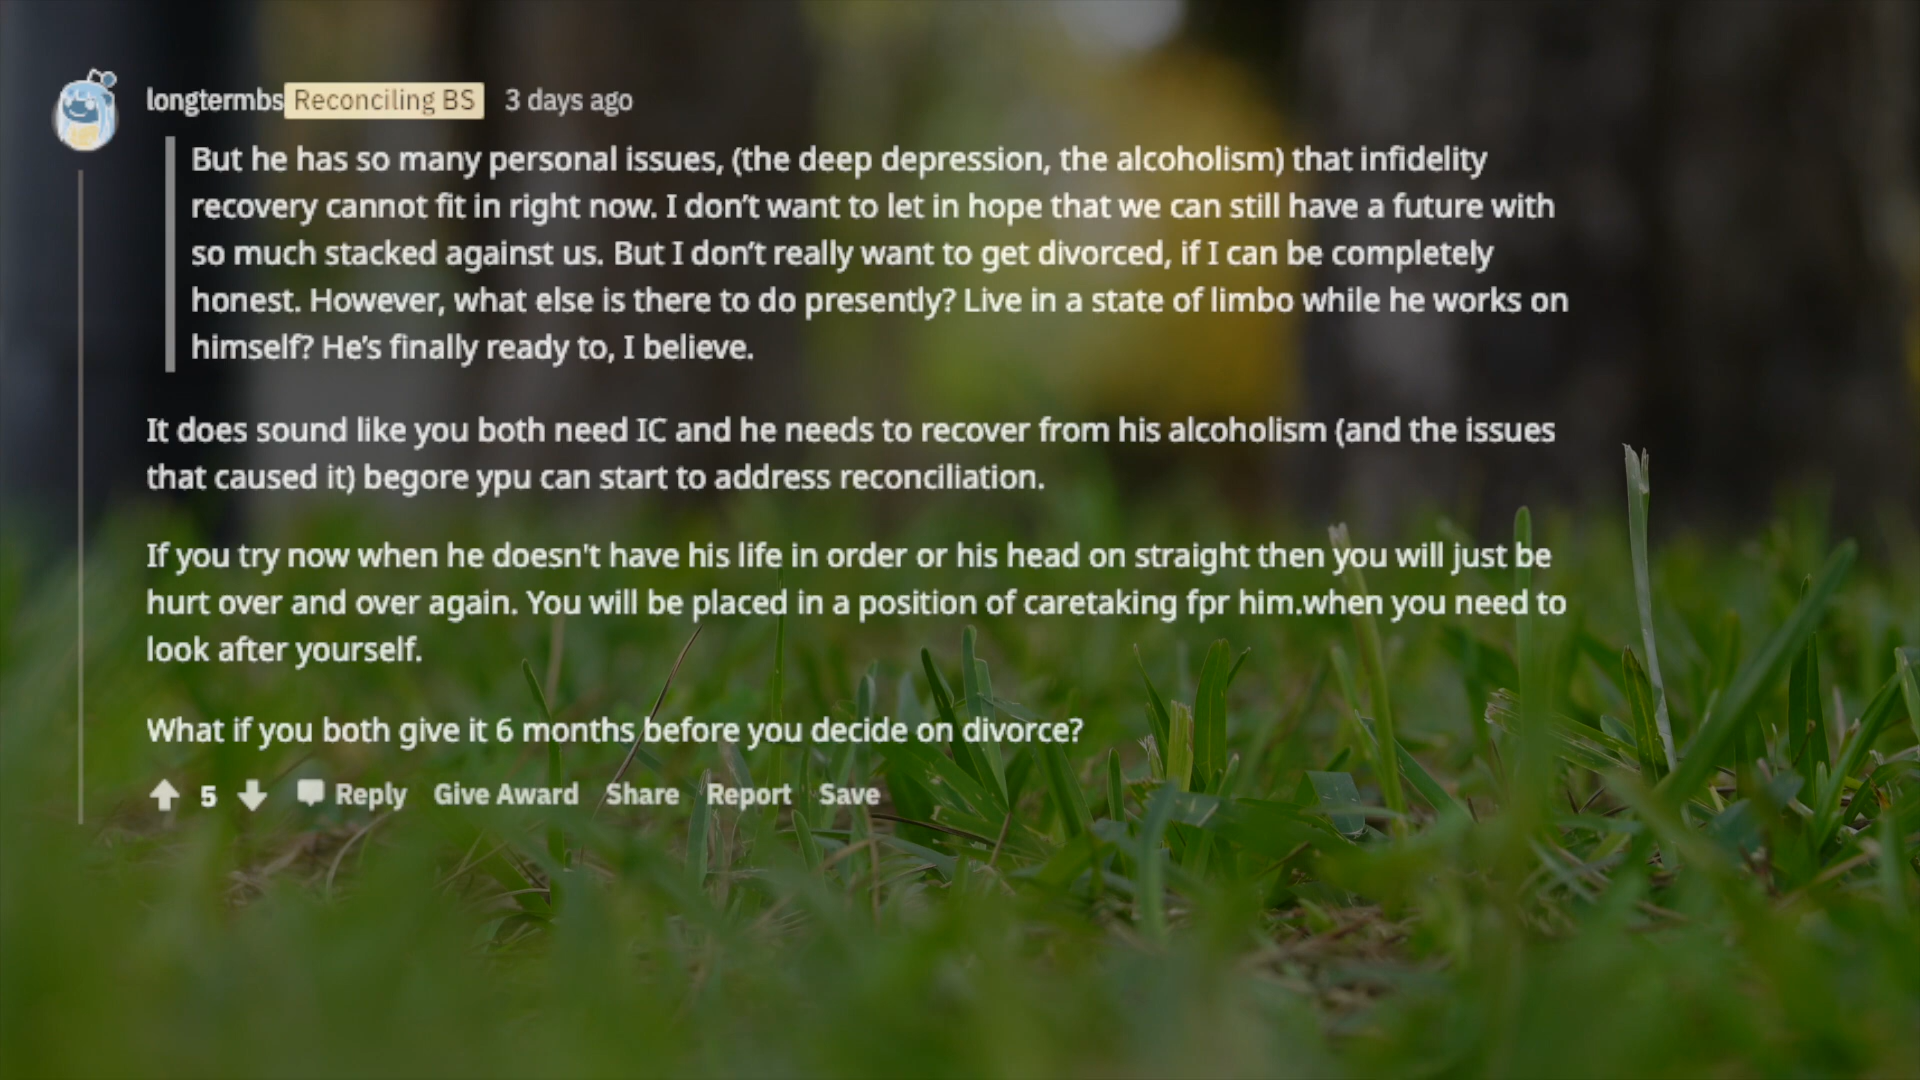 longtermbs Reconciling BS 3 days ago
But he has so many personal issues, (the deep depression, the alcoholism) that infidelity
recovery cannot fit in right now. I don’t want to let in hope that we can still have a future with
so much stacked against us. But I don’t really want to get divorced, if I can be completely
honest. However, what else is there to do presently? Live in a state of limbo while he works on
himself? He’s finally ready to, I believe.
It does sound like you both need IC and he needs to recover from his alcoholism (and the issues
that caused it) begore ypu can start to address reconciliation.
If you try now when he doesn't have his life in order or his head on straight then you will just be
hurt over and over again. You will be placed in a position of caretaking fpr him.when you need to
look after yourself.
What if you both give it 6 months before you decide on divorce?
5 Reply Give Award Share Report Save